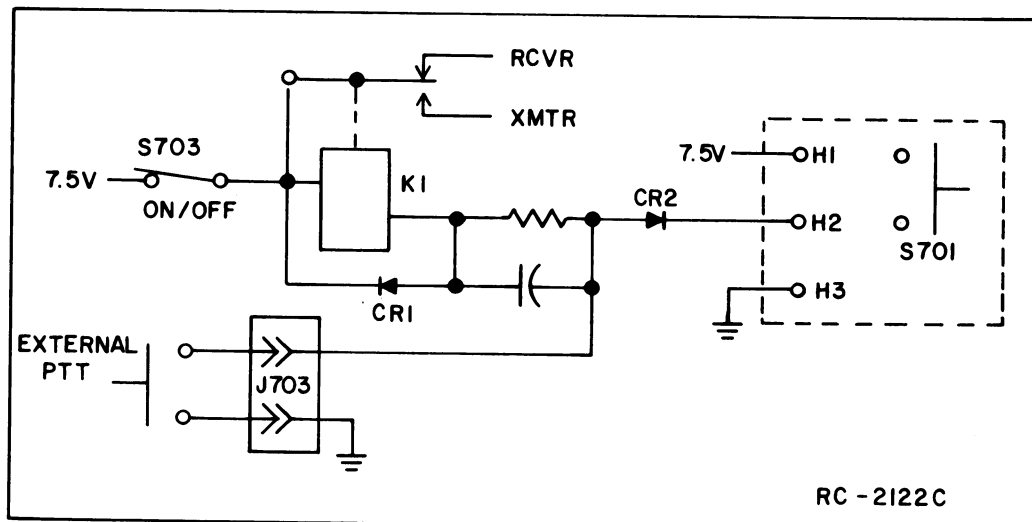 RCVR
XMTR
S703
7.5V
ON/OFF
K1
7.5V
H1
CR2
H2
S701
H3
CR1
EXTERNAL
PTT
J703
RC-2122C